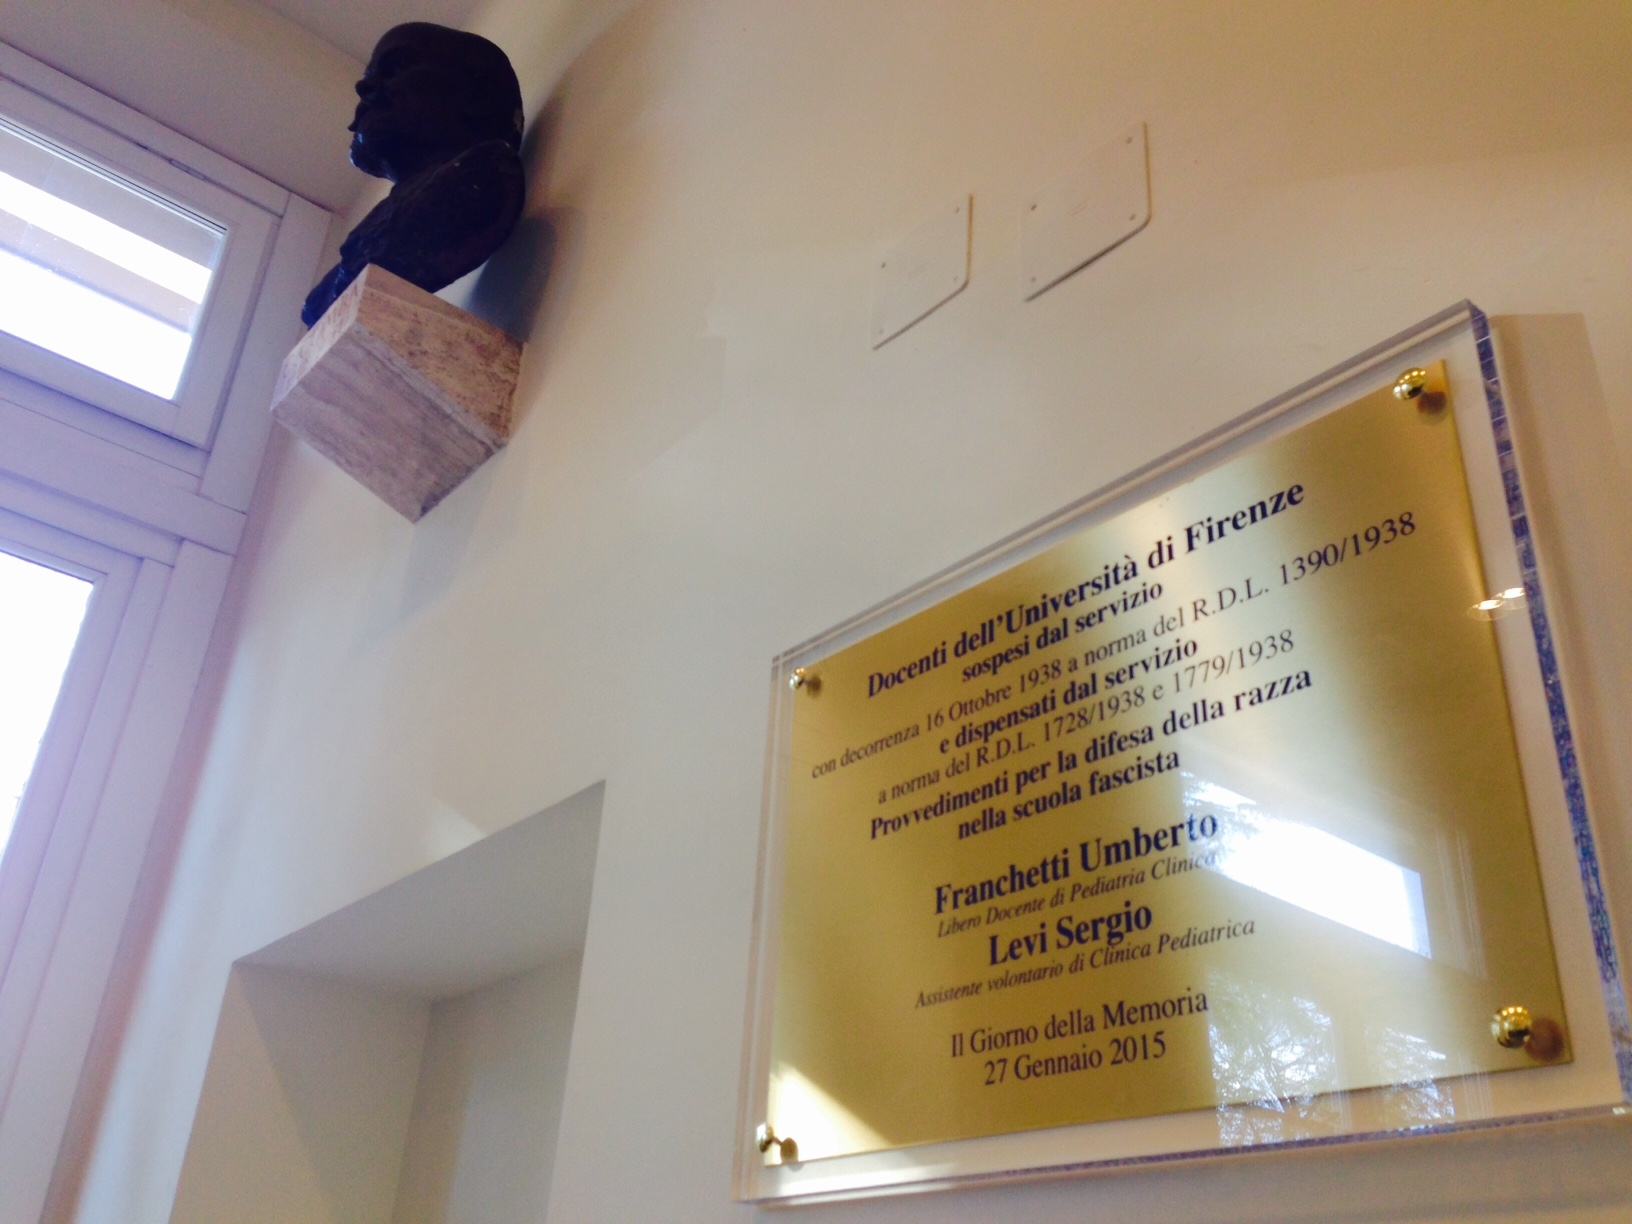 Docenti dell'Università di Firenze
sospesi dal servizio
con decorrenza 16 Ottobre 1938 a norma del R.D.L. 1390/1938
e dispensati dal servizio
a norma del R.D.L. 1728/1938 e 1779/1938
Provvedimenti per la difesa della razza
nella scuola fascista
Franchetti Umberto
Libero Docente di Pediatria Clinica
Levi Sergio
Assistente volontario di Clinica Pediatrica
Il Giorno della Memoria
27 Gennaio 2015